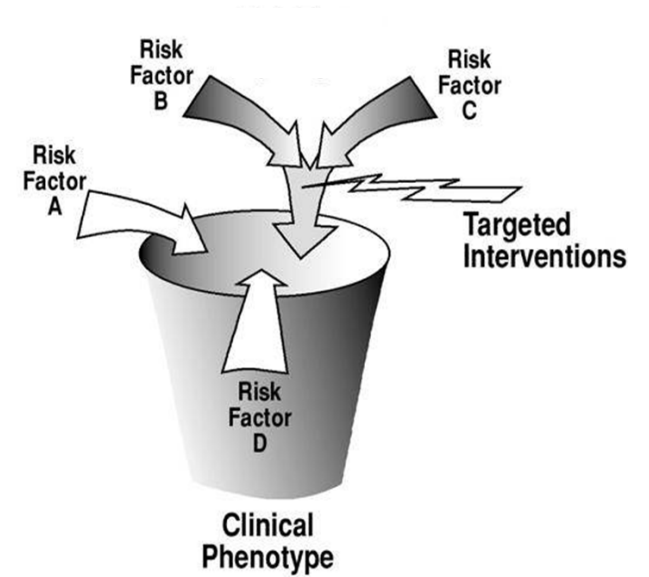 Risk
Factor
B
Risk
Factor
C
Risk
Factor
A
Targeted
Interventions
Risk
Factor
D
Clinical
Phenotype